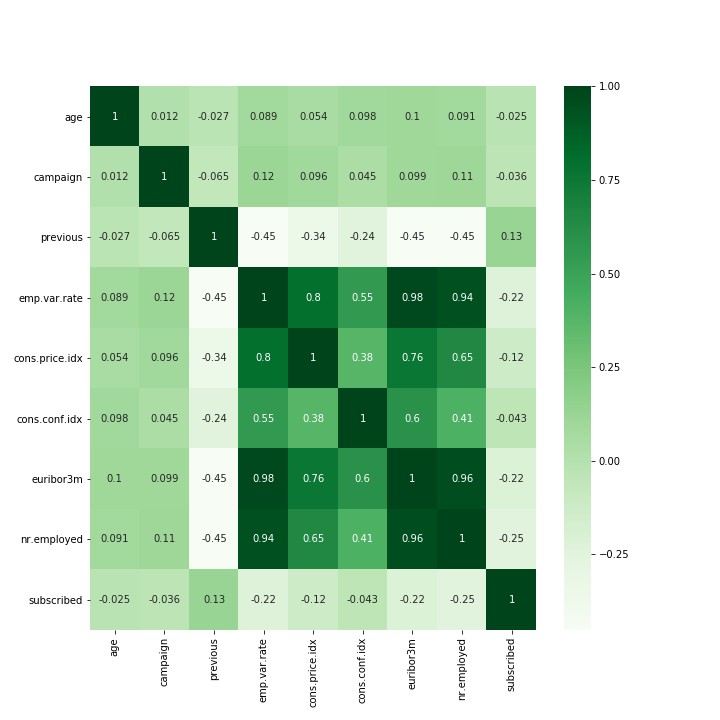 age 1 0.012 -0.027 0.089 0.054 0.098 0.1 0.091 -0.025
campaign 0.012 1 -0.065 0.12 0.096 0.045 0.099 0.11 -0.036
previous -0.027 -0.065 1 -0.45 -0.34 -0.24 -0.45 -0.45 0.13
emp.var.rate 0.089 0.12 -0.45 1 0.8 0.55 0.98 0.94 -0.22
cons.price.idx 0.054 0.096 -0.34 0.8 1 0.38 0.76 0.65 -0.12
cons.conf.idx 0.098 0.045 -0.24 0.55 0.38 1 0.6 0.41 -0.043
euribor3m 0.1 0.099 -0.45 0.98 0.76 0.6 1 0.96 -0.22
nr.employed 0.091 0.11 -0.45 0.94 0.65 0.41 0.96 1 -0.25
subscribed -0.025 -0.036 0.13 -0.22 -0.12 -0.043 -0.22 -0.25 1
age campaign previous emp.var.rate cons.price.idx cons.conf.idx euribor3m nr.employed subscribed
1.00
0.75
0.50
0.25
0.00
−0.25